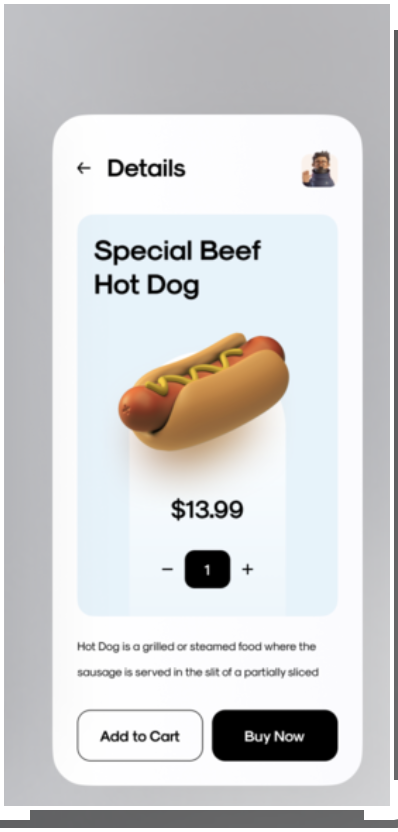 ← Details
Special Beef
Hot Dog
$13.99
− 1 +
Hot Dog is a grilled or steamed food where the
sausage is served in the slit of a partially sliced
Add to Cart
Buy Now